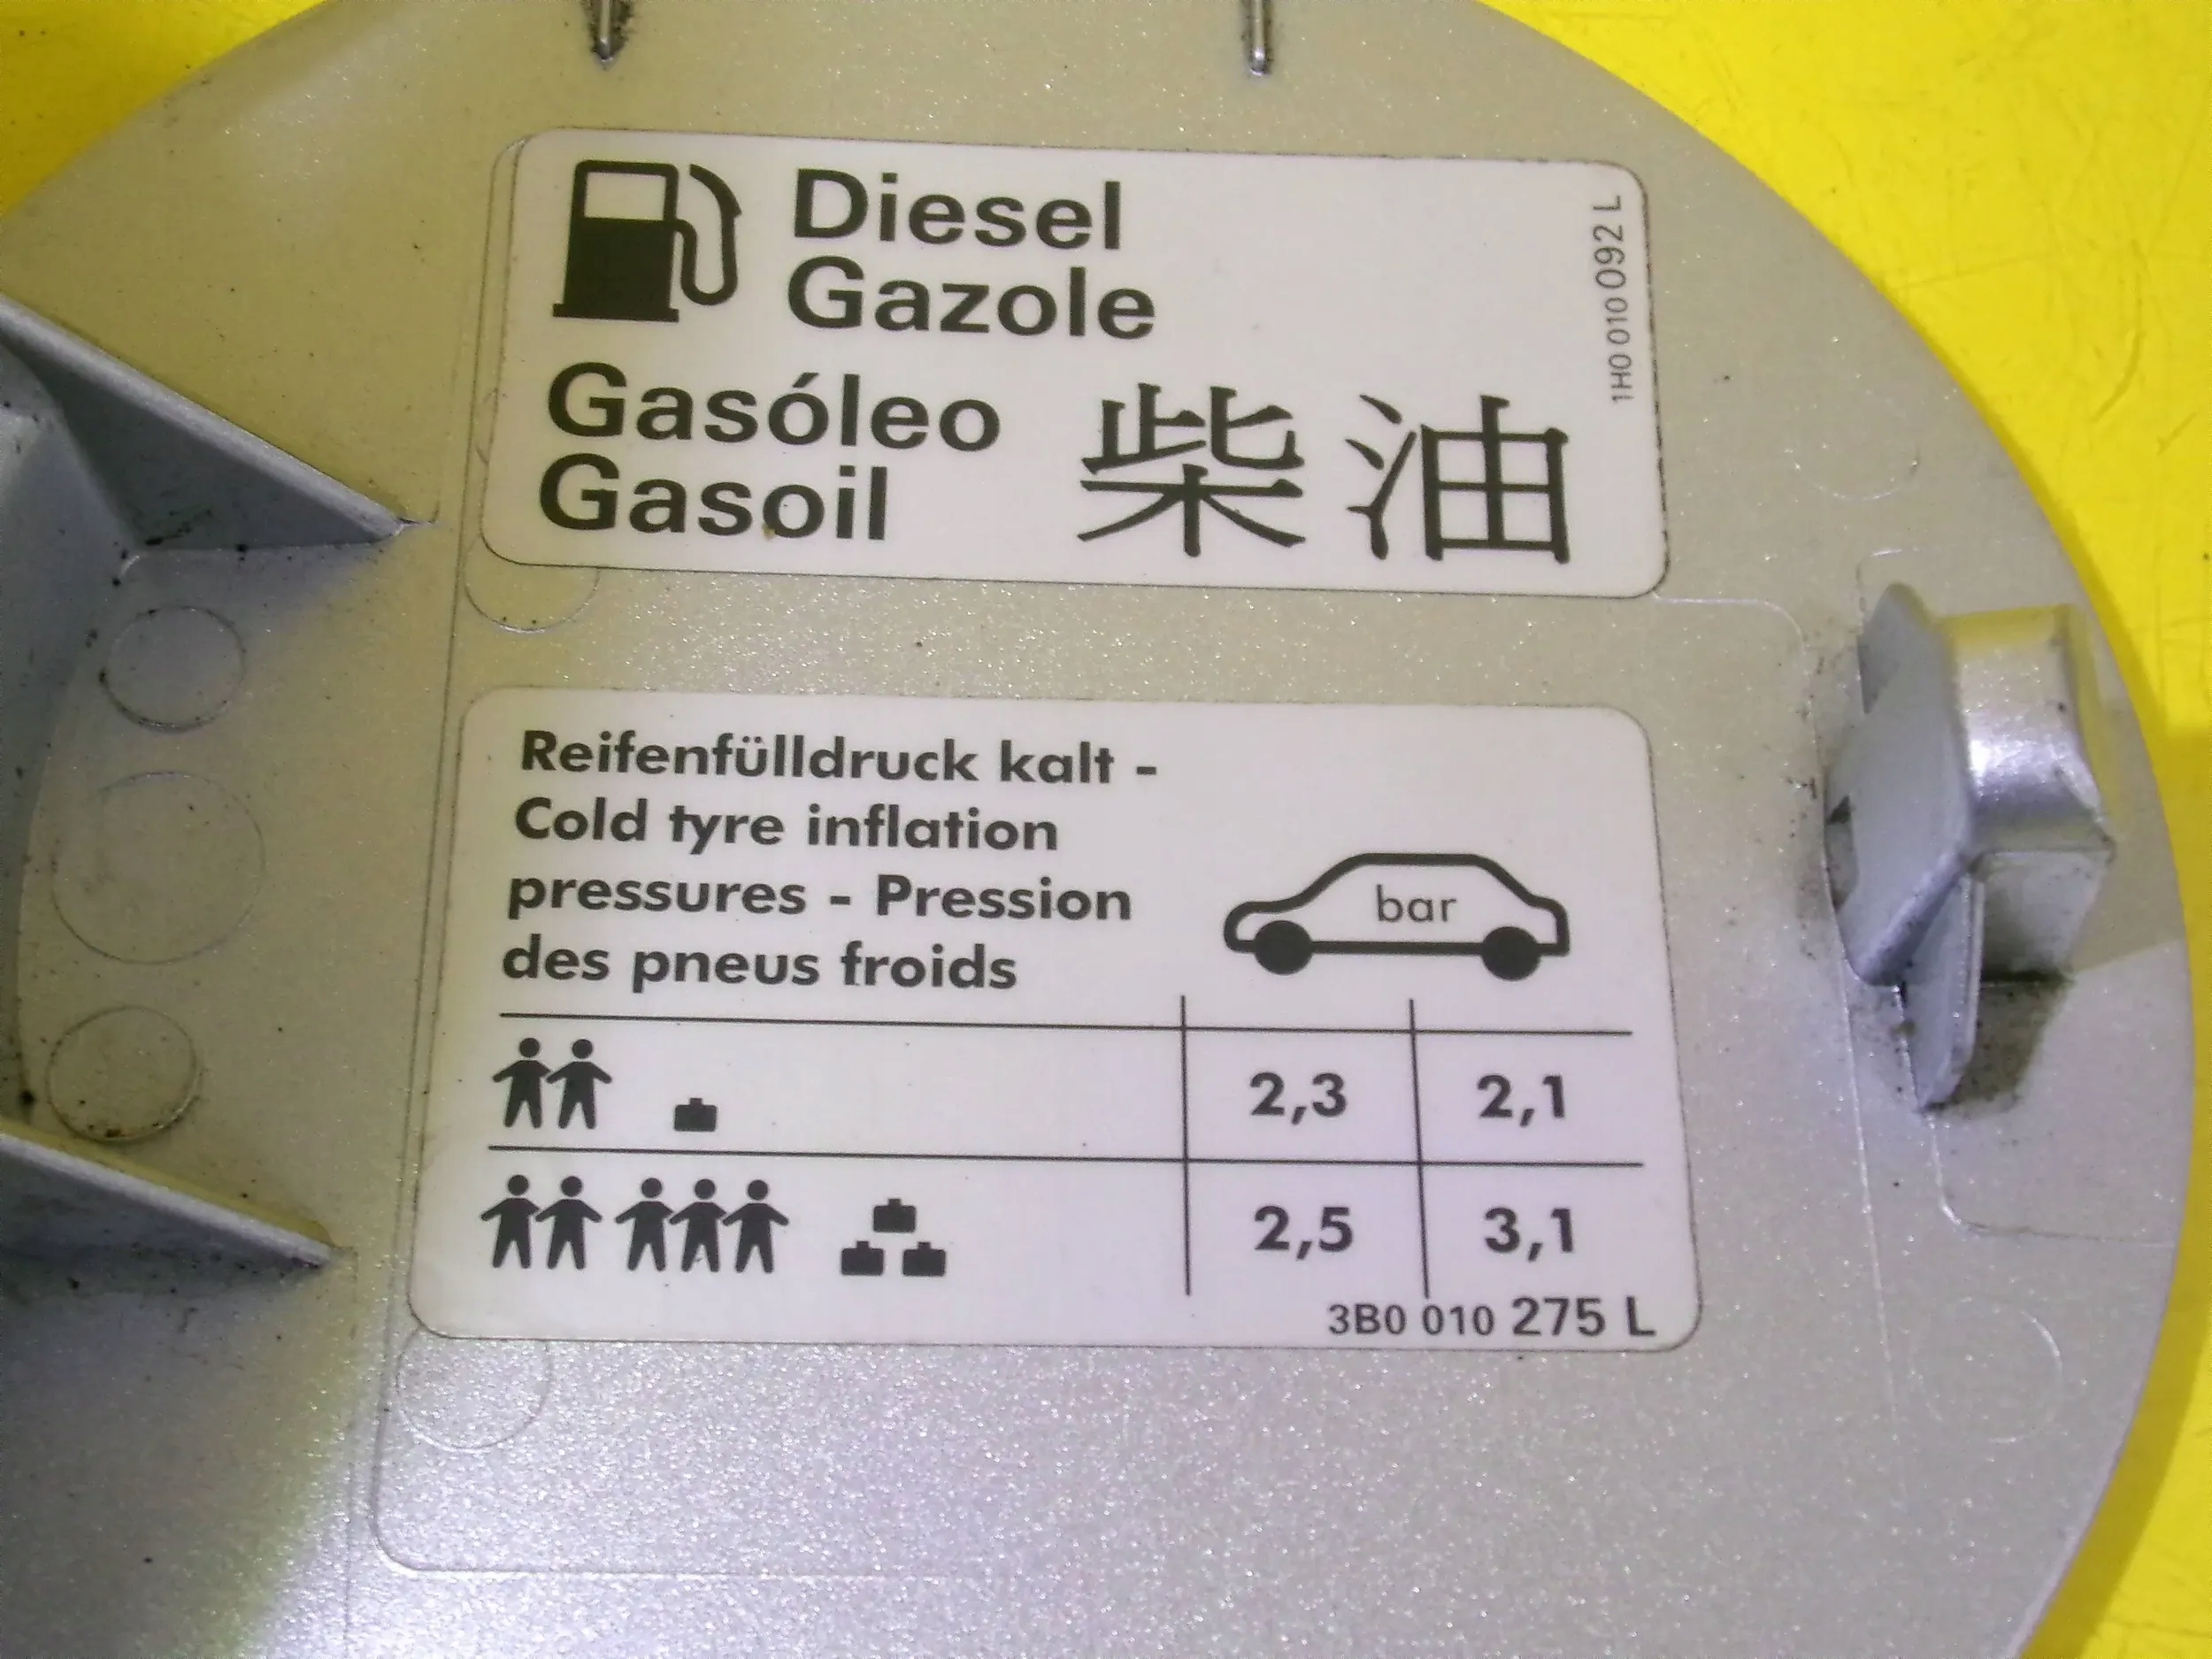 Diesel
Gazole
Gasóleo
Gasoil
柴油
1H0 010 092 L
Reifenfülldruck kalt -
Cold tyre inflation
pressures - Pression
des pneus froids
bar
2,3 2,1
2,5 3,1
3B0 010 275 L